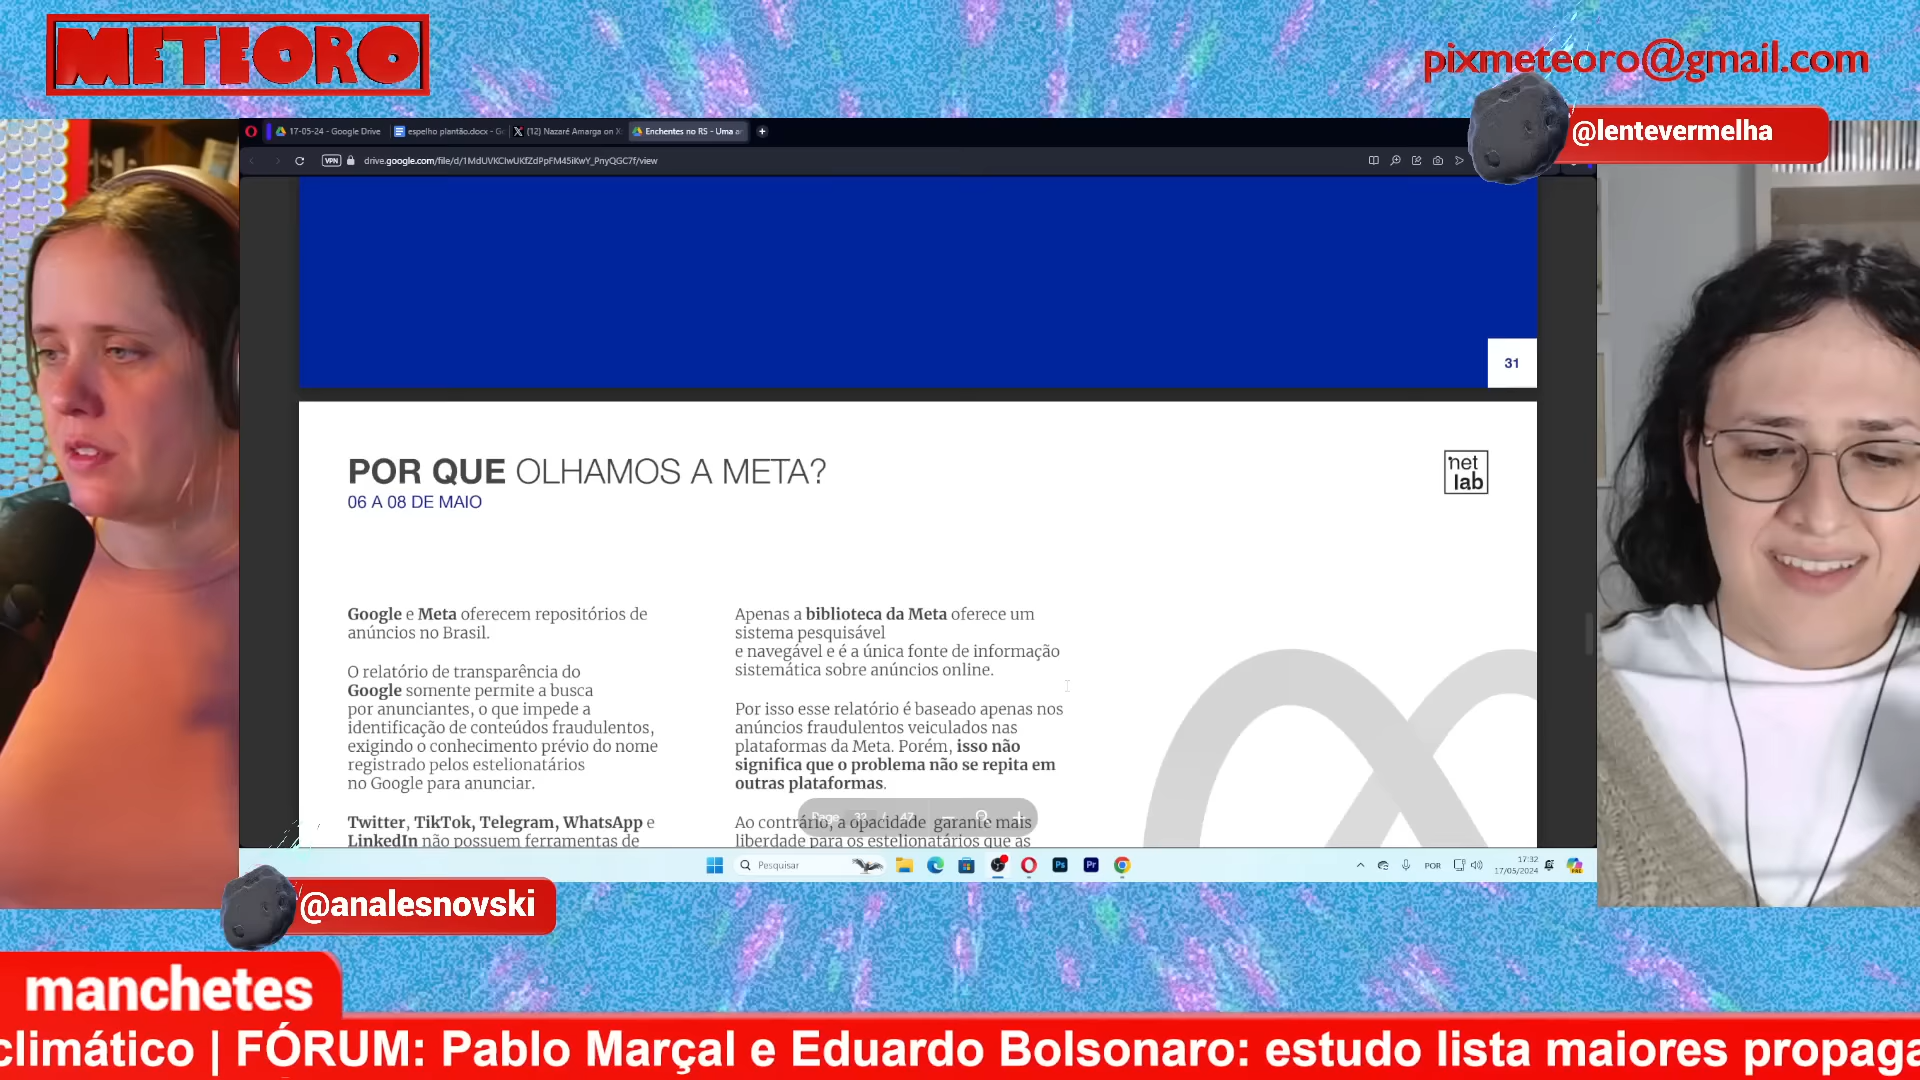 METEORO
pixmeteoro@gmail.com
@lentevermelha
17-05-24 - Google Drive
espelho plantão.docx - G
(12) Nazaré Amarga on X
Enchentes no RS - Uma a
VPN
drive.google.com/file/d/1MdUVKCIwUKfZdPpFM45iKwY_PnyQGC7f/view
31
POR QUE OLHAMOS A META?
06 A 08 DE MAIO
net
lab
Google e Meta oferecem repositórios de
anúncios no Brasil.
O relatório de transparência do
Google somente permite a busca
por anunciantes, o que impede a
identificação de conteúdos fraudulentos,
exigindo o conhecimento prévio do nome
registrado pelos estelionatários
no Google para anunciar.
Twitter, TikTok, Telegram, WhatsApp e
LinkedIn não possuem ferramentas de
Apenas a biblioteca da Meta oferece um
sistema pesquisável
e navegável e é a única fonte de informação
sistemática sobre anúncios online.
Por isso esse relatório é baseado apenas nos
anúncios fraudulentos veiculados nas
plataformas da Meta. Porém, isso não
significa que o problema não se repita em
outras plataformas.
Ao contrário, a opacidade garante mais
liberdade para os estelionatários que as
Page 32 / 47
Pesquisar
Ps
Pr
POR
17:32
17/05/2024
@analesnovski
manchetes
climático | FÓRUM: Pablo Marçal e Eduardo Bolsonaro: estudo lista maiores propaga